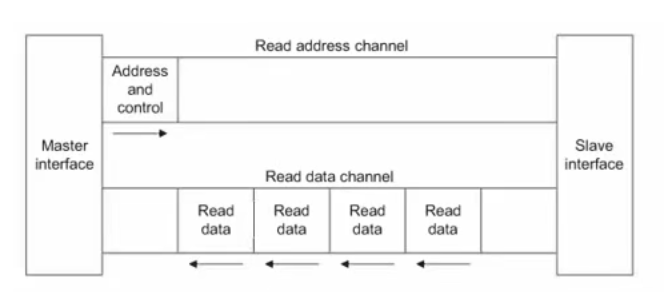 Read address channel
Address
and
control
Master
interface
Slave
interface
Read data channel
Read
data
Read
data
Read
data
Read
data